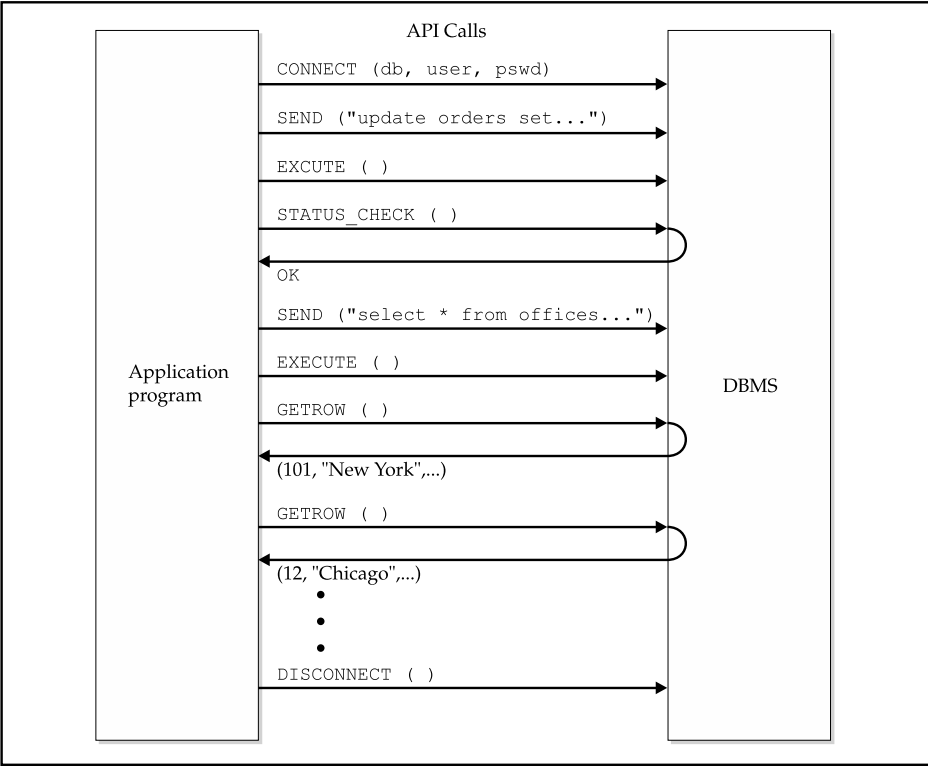 API Calls
CONNECT (db, user, pswd)
SEND ("update orders set...")
EXCUTE ( )
STATUS_CHECK ( )
OK
SEND ("select * from offices...")
EXECUTE ( )
Application
program
DBMS
GETROW ( )
(101, "New York",...)
GETROW ( )
(12, "Chicago",...)
DISCONNECT ( )